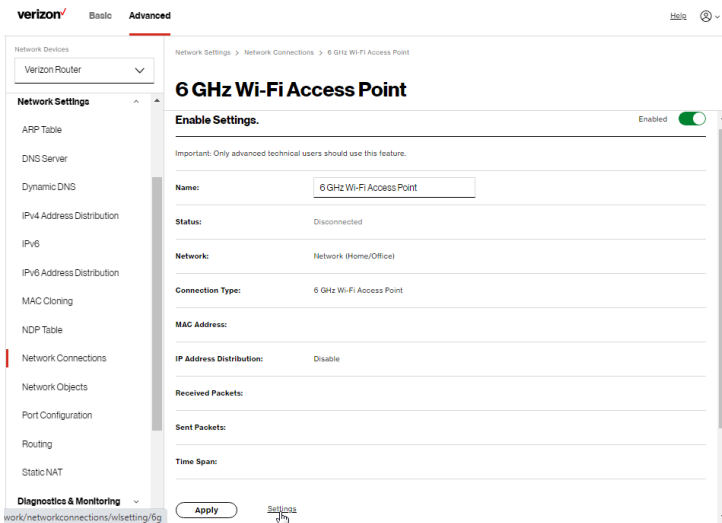 verizon Basic Advanced Help
Network Devices
Verizon Router
Network Settings
ARP Table
DNS Server
Dynamic DNS
IPv4 Address Distribution
IPv6
IPv6 Address Distribution
MAC Cloning
NDP Table
Network Connections
Network Objects
Port Configuration
Routing
Static NAT
Diagnostics & Monitoring
work/networkconnections/wlsetting/6g
Network Settings > Network Connections > 6 GHz Wi-Fi Access Point
6 GHz Wi-Fi Access Point
Enable Settings. Enabled
Important: Only advanced technical users should use this feature.
Name: 6 GHz Wi-Fi Access Point
Status: Disconnected
Network: Network (Home/Office)
Connection Type: 6 GHz Wi-Fi Access Point
MAC Address:
IP Address Distribution: Disable
Received Packets:
Sent Packets:
Time Span:
Apply Settings